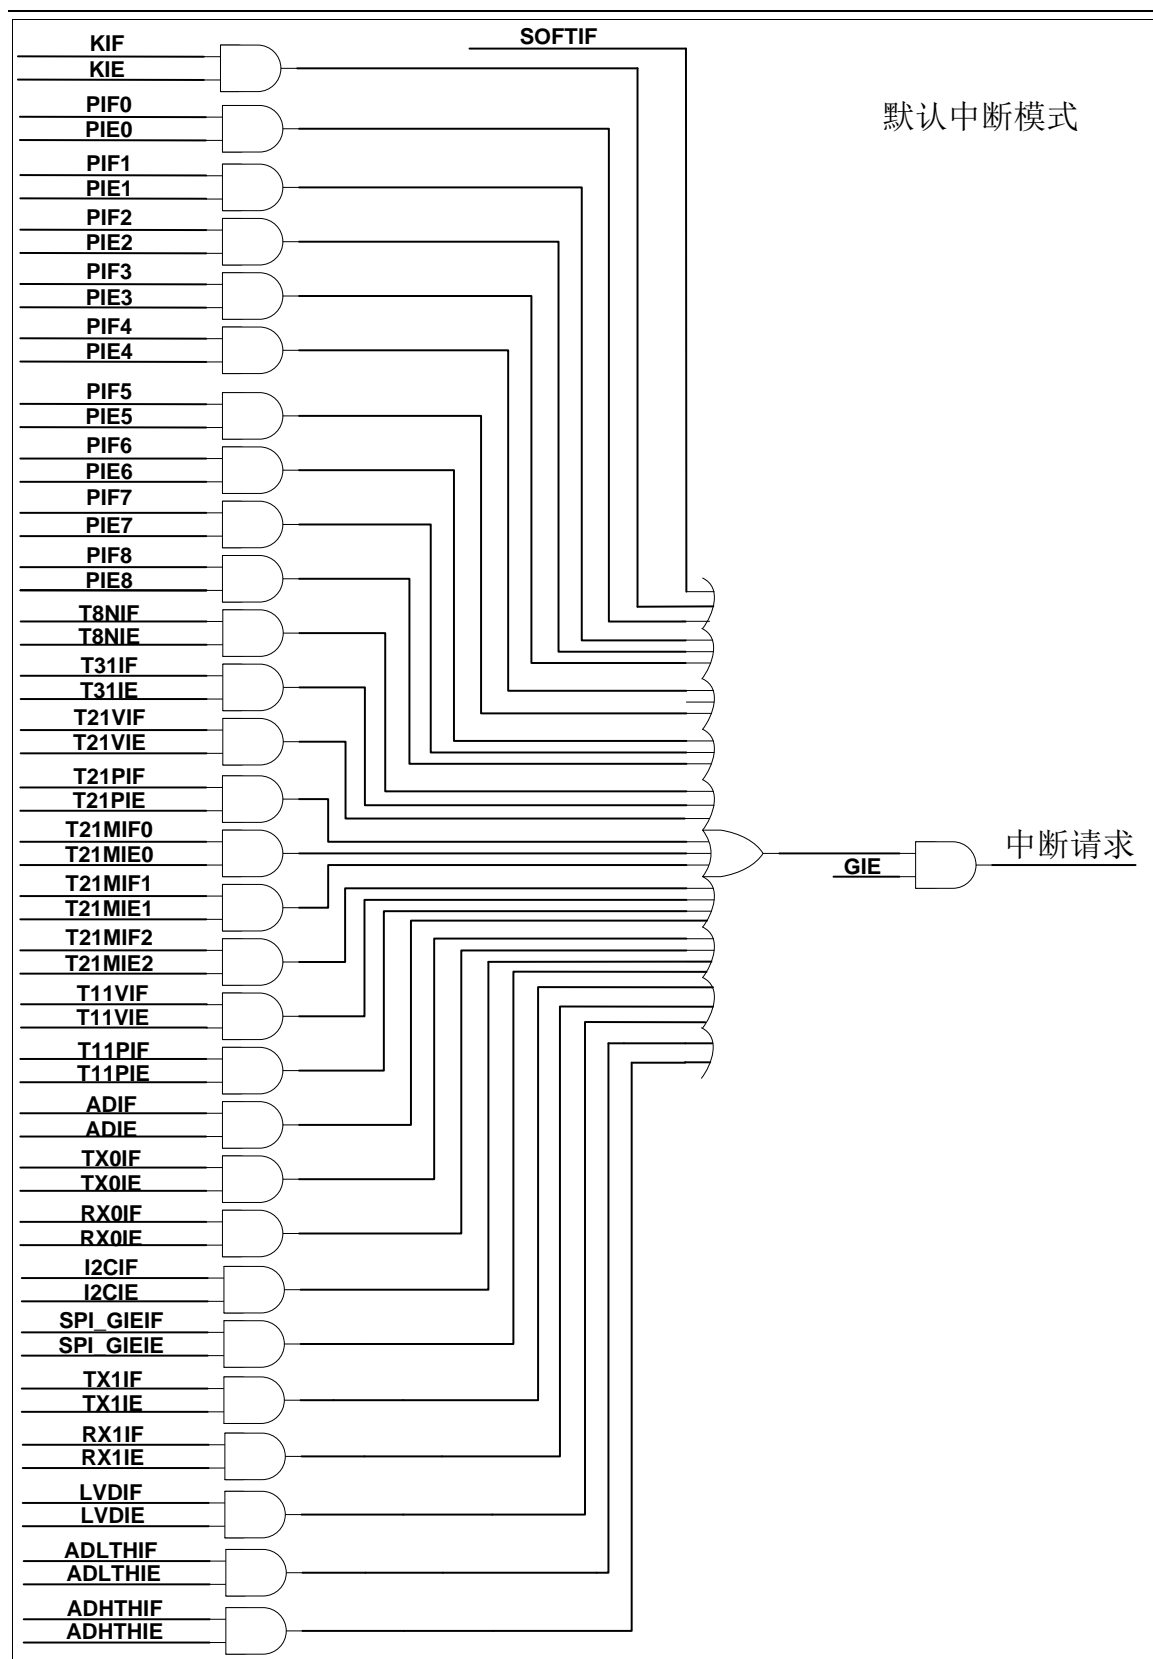 KIF
KIE
SOFTIF
默认中断模式
PIF0
PIE0
PIF1
PIE1
PIF2
PIE2
PIF3
PIE3
PIF4
PIE4
PIF5
PIE5
PIF6
PIE6
PIF7
PIE7
PIF8
PIE8
T8NIF
T8NIE
T31IF
T31IE
T21VIF
T21VIE
T21PIF
T21PIE
T21MIF0
T21MIE0
GIE
中断请求
T21MIF1
T21MIE1
T21MIF2
T21MIE2
T11VIF
T11VIE
T11PIF
T11PIE
ADIF
ADIE
TX0IF
TX0IE
RX0IF
RX0IE
I2CIF
I2CIE
SPI_GIEIF
SPI_GIEIE
TX1IF
TX1IE
RX1IF
RX1IE
LVDIF
LVDIE
ADLTHIF
ADLTHIE
ADHTHIF
ADHTHIE